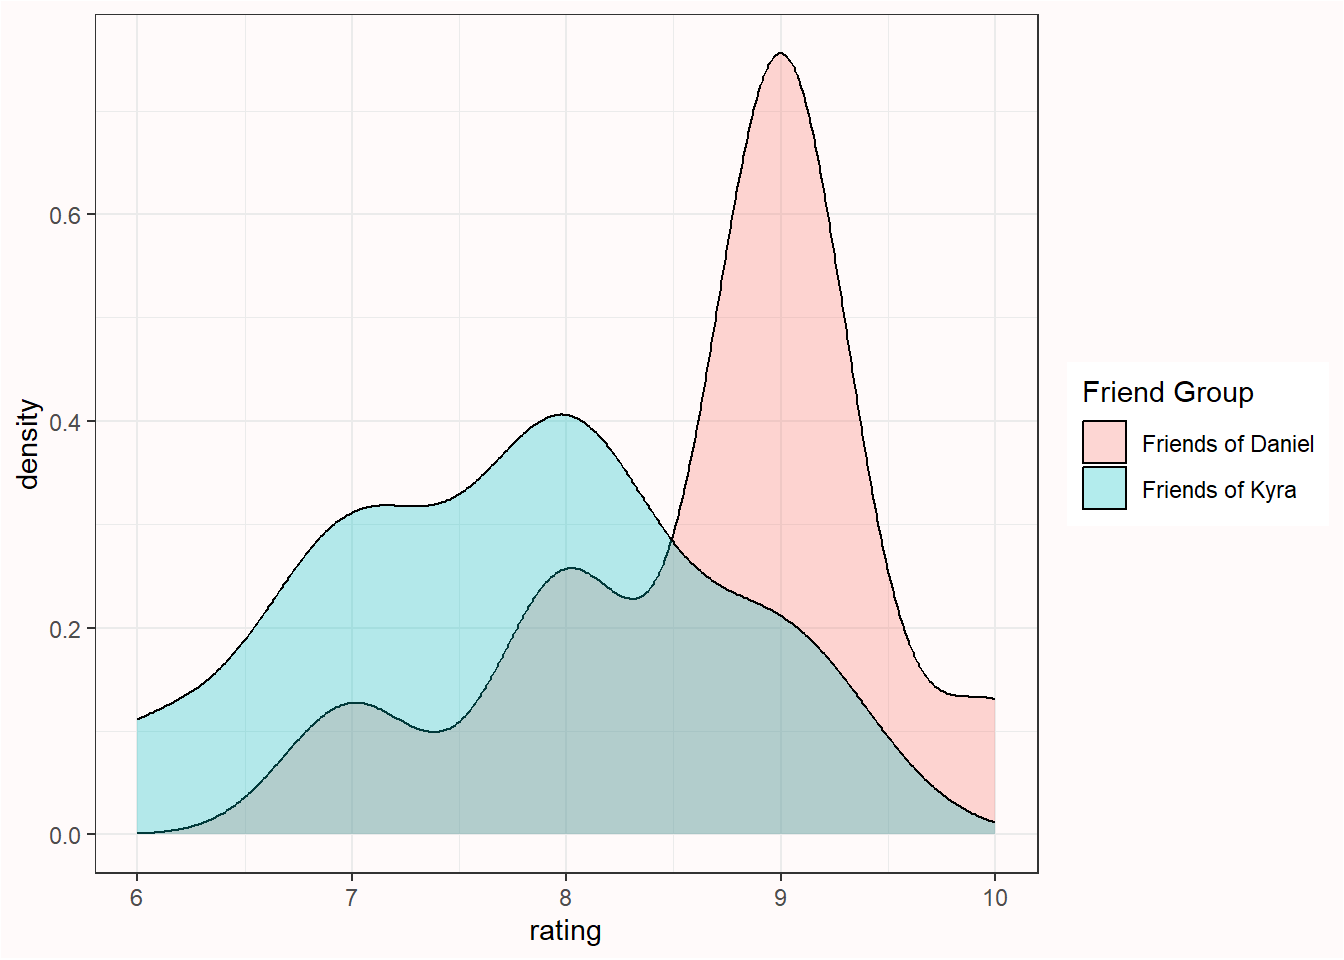 density
0.6
0.4
0.2
0.0
6 7 8 9 10
rating
Friend Group
Friends of Daniel
Friends of Kyra